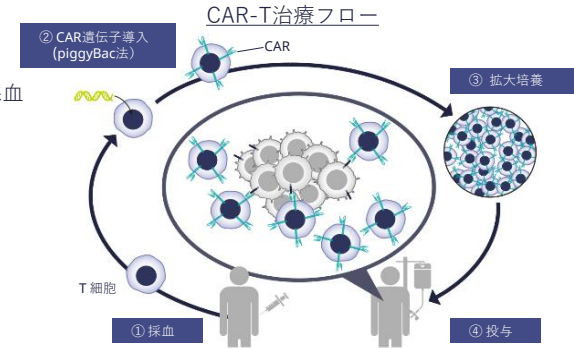 CAR-T治療フロー
② CAR遺伝子導入
(piggyBac法）
CAR
血
③ 拡大培養
T 細胞
① 採血
④ 投与